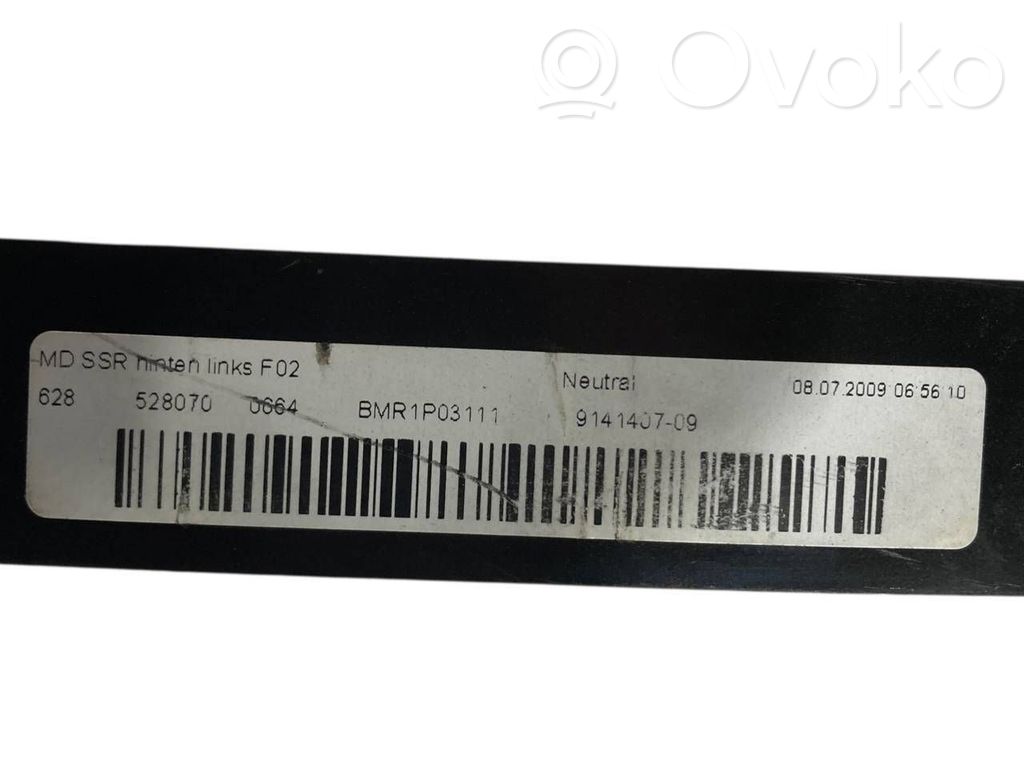 Ovoko
MD SSR hinten links F02 Neutral 08.07.2009 06:56:10
628 528070 0664 BMR1P03111 9141407-09